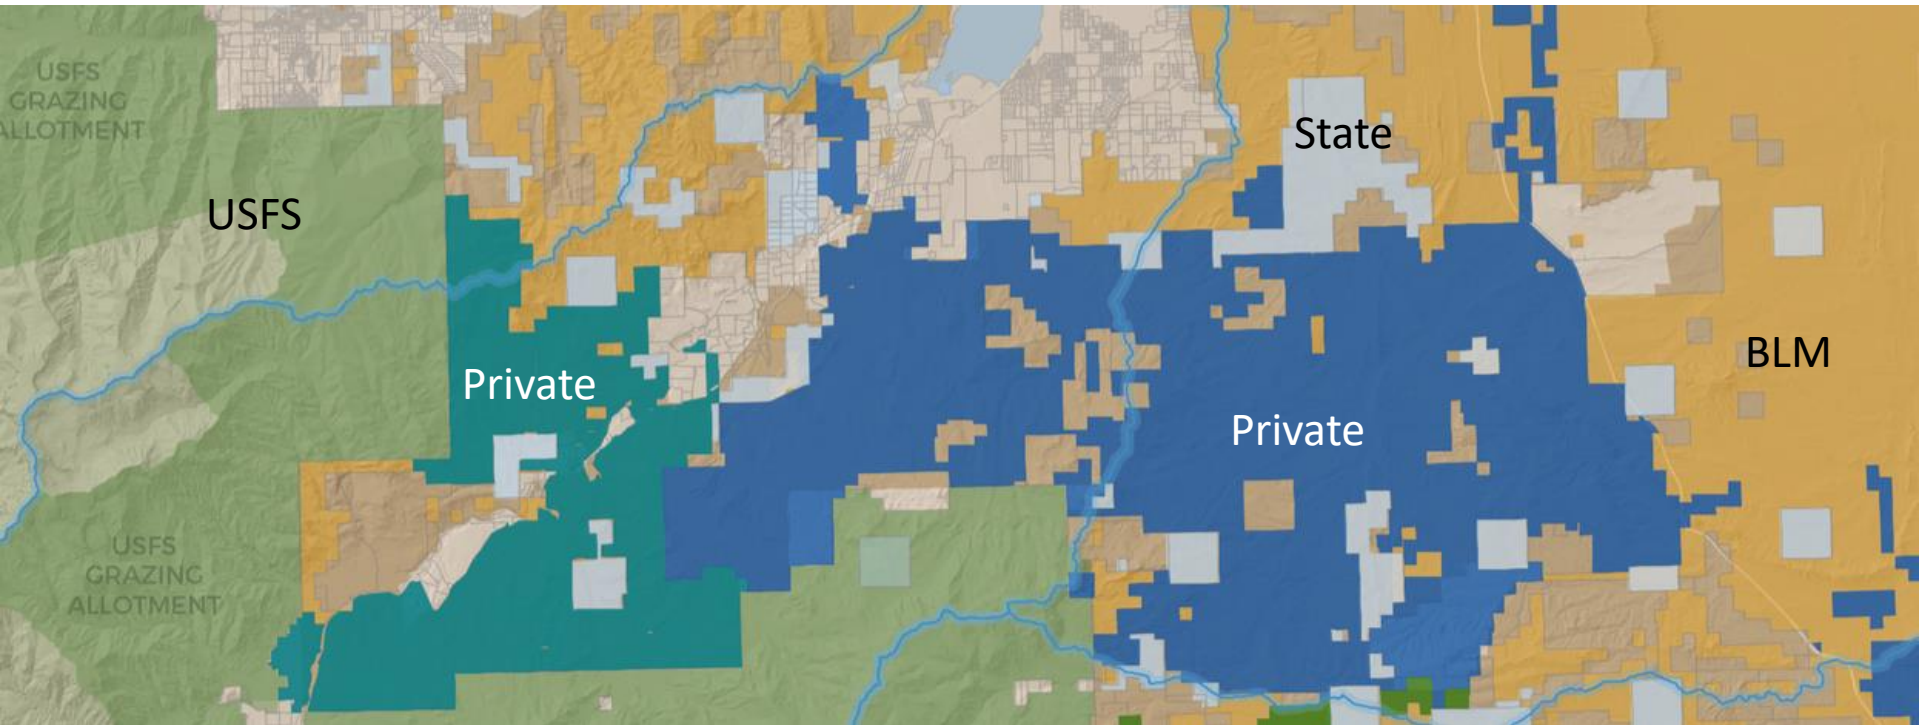 USFS
GRAZING
ALLOTMENT
USFS
State
BLM
Private
Private
USFS
GRAZING
ALLOTMENT